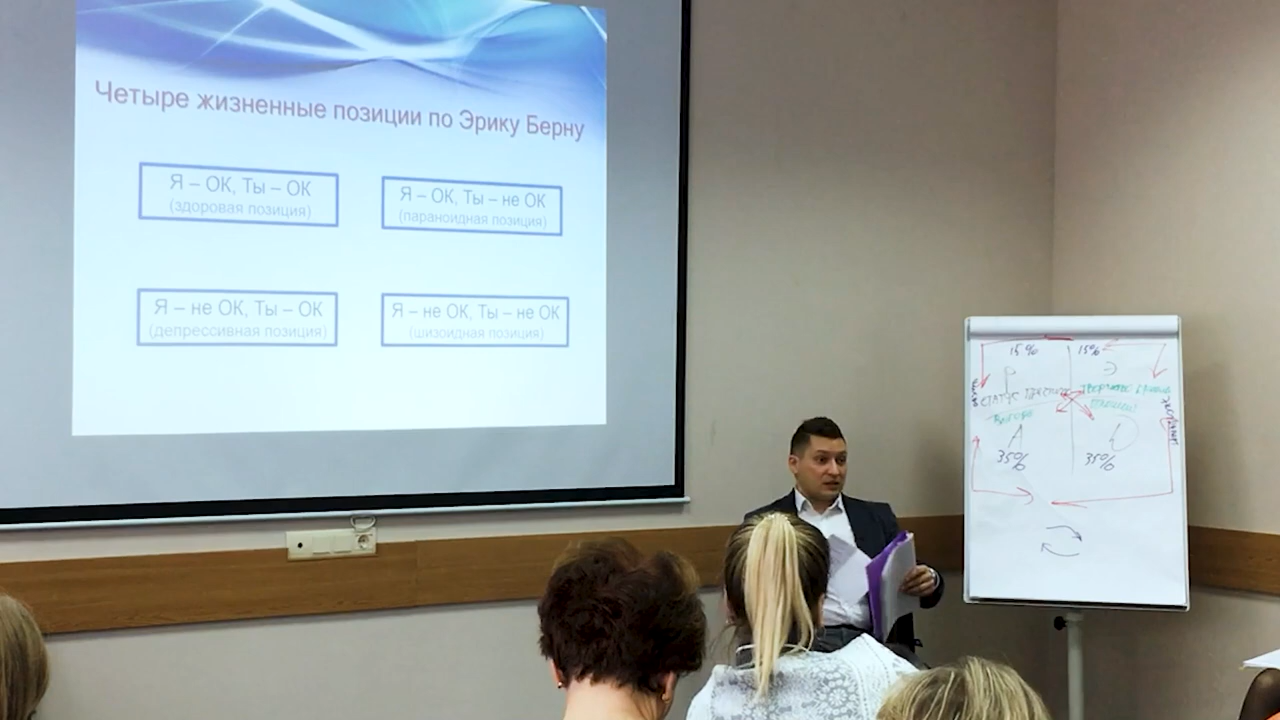 Четыре жизненные позиции по Эрику Берну
Я – ОК, Ты – ОК
(здоровая позиция)
Я – ОК, Ты – не ОК
(параноидная позиция)
Я – не ОК, Ты – ОК
(депрессивная позиция)
Я – не ОК, Ты – не ОК
(шизоидная позиция)
15% 15%
Р Э
СТАТУС
А
35% 35%